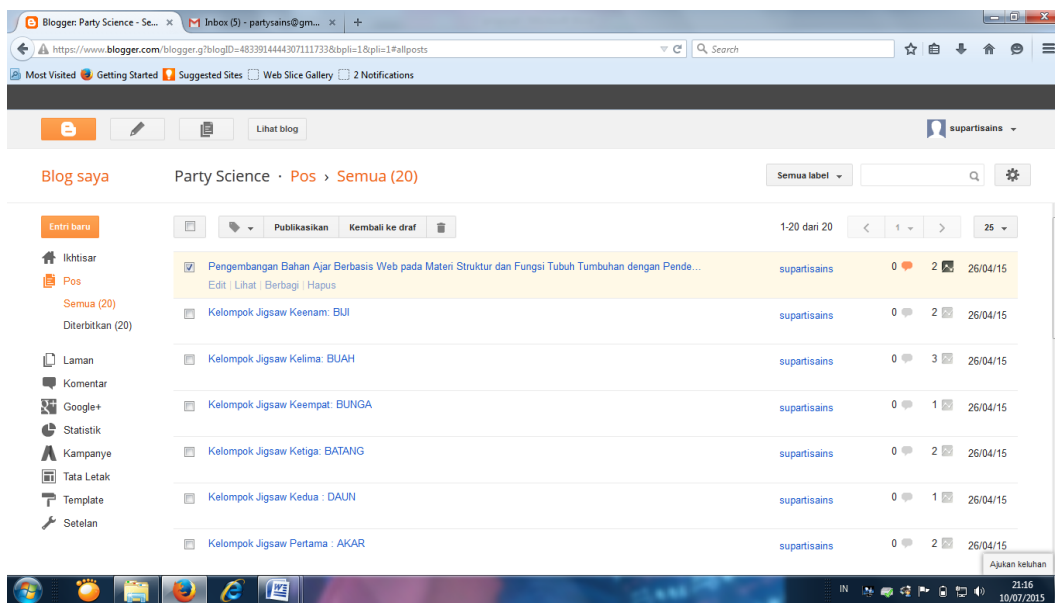 Blogger: Party Science - Se... × Inbox (5) - partysains@gm... × +
https://www.blogger.com/blogger.g?blogID=4833914444307111733&bpli=1&pli=1#allposts Search
Most Visited Getting Started Suggested Sites Web Slice Gallery 2 Notifications
Lihat blog supartisains
Blog saya Party Science · Pos › Semua (20) Semua label
Entri baru Publikasikan Kembali ke draf 1-20 dari 20 1 25
Ikhtisar
Pengembangan Bahan Ajar Berbasis Web pada Materi Struktur dan Fungsi Tubuh Tumbuhan dengan Pende... supartisains 0 2 26/04/15
Pos
Edit | Lihat | Berbagi | Hapus
Semua (20)
Kelompok Jigsaw Keenam: BIJI supartisains 0 2 26/04/15
Diterbitkan (20)
Laman
Kelompok Jigsaw Kelima: BUAH supartisains 0 3 26/04/15
Komentar
Google+
Kelompok Jigsaw Keempat: BUNGA supartisains 0 1 26/04/15
Statistik
Kampanye
Kelompok Jigsaw Ketiga: BATANG supartisains 0 2 26/04/15
Tata Letak
Template
Kelompok Jigsaw Kedua : DAUN supartisains 0 1 26/04/15
Setelan
Kelompok Jigsaw Pertama : AKAR supartisains 0 2 26/04/15
Ajukan keluhan
IN 21:16
10/07/2015